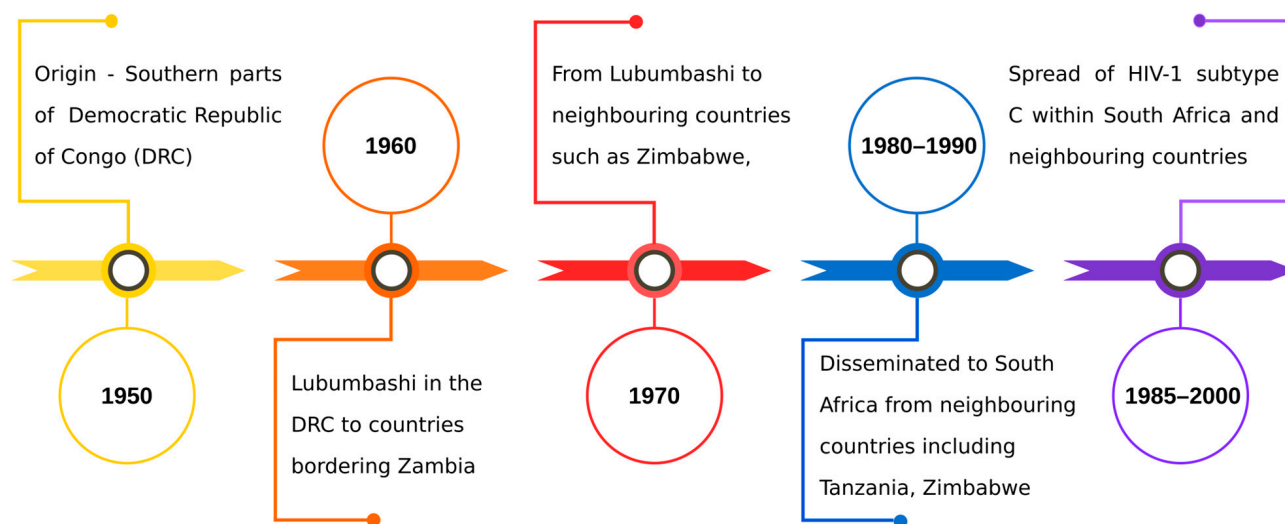 Origin - Southern parts
of Democratic Republic
of Congo (DRC)
1950
1960
Lubumbashi in the
DRC to countries
bordering Zambia
From Lubumbashi to
neighbouring countries
such as Zimbabwe,
1970
1980–1990
Disseminated to South
Africa from neighbouring
countries including
Tanzania, Zimbabwe
Spread of HIV-1 subtype
C within South Africa and
neighbouring countries
1985–2000